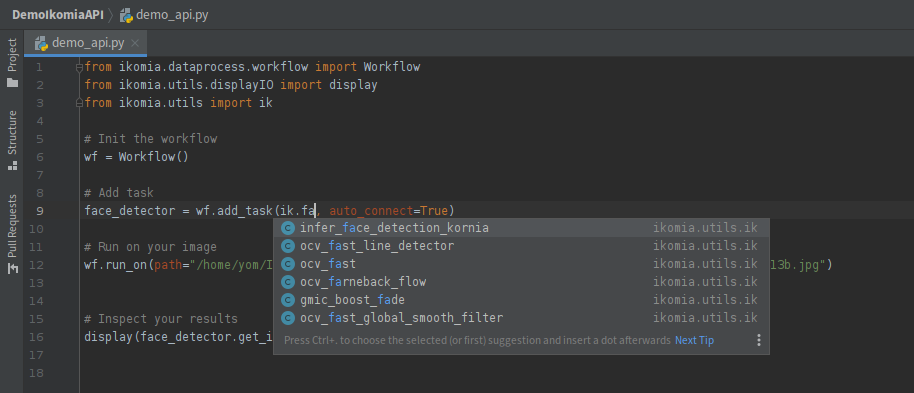 DemoIkomiaAPI
demo_api.py
demo_api.py
Project
Structure
Pull Requests
1 from ikomia.dataprocess.workflow import Workflow
2 from ikomia.utils.displayIO import display
3 from ikomia.utils import ik
4
5 # Init the workflow
6 wf = Workflow()
7
8 # Add task
9 face_detector = wf.add_task(ik.fa, auto_connect=True)
10
11 # Run on your image
12 wf.run_on(path="/home/yom/I 13b.jpg")
13
14
15 # Inspect your results
16 display(face_detector.get_i
17
18
infer_face_detection_kornia ikomia.utils.ik
ocv_fast_line_detector ikomia.utils.ik
ocv_fast ikomia.utils.ik
ocv_farneback_flow ikomia.utils.ik
gmic_boost_fade ikomia.utils.ik
ocv_fast_global_smooth_filter ikomia.utils.ik
Press Ctrl+. to choose the selected (or first) suggestion and insert a dot afterwards Next Tip